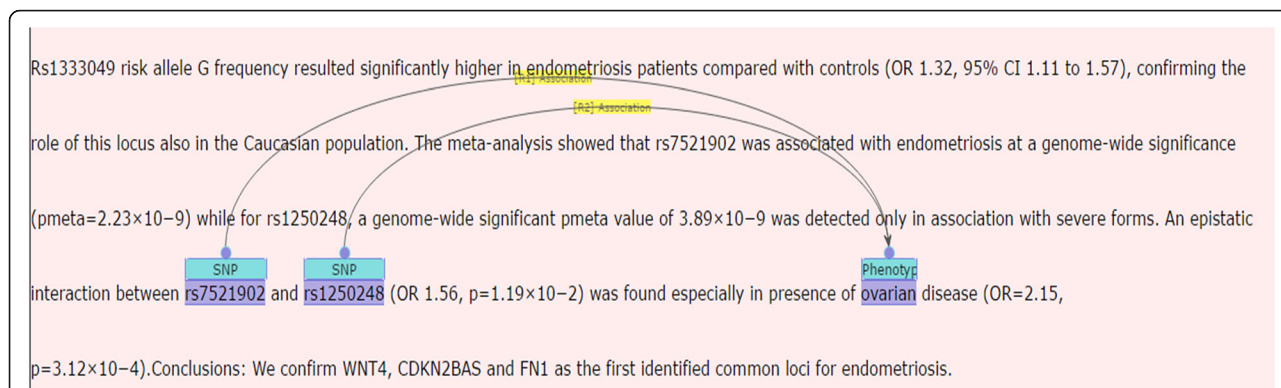 Rs1333049 risk allele G frequency resulted significantly higher in endometriosis patients compared with controls (OR 1.32, 95% CI 1.11 to 1.57), confirming the
[R1] Association
[R2] Association
role of this locus also in the Caucasian population. The meta-analysis showed that rs7521902 was associated with endometriosis at a genome-wide significance
(pmeta=2.23×10−9) while for rs1250248, a genome-wide significant pmeta value of 3.89×10−9 was detected only in association with severe forms. An epistatic
SNP SNP Phenotyp
interaction between rs7521902 and rs1250248 (OR 1.56, p=1.19×10−2) was found especially in presence of ovarian disease (OR=2.15,
p=3.12×10−4).Conclusions: We confirm WNT4, CDKN2BAS and FN1 as the first identified common loci for endometriosis.